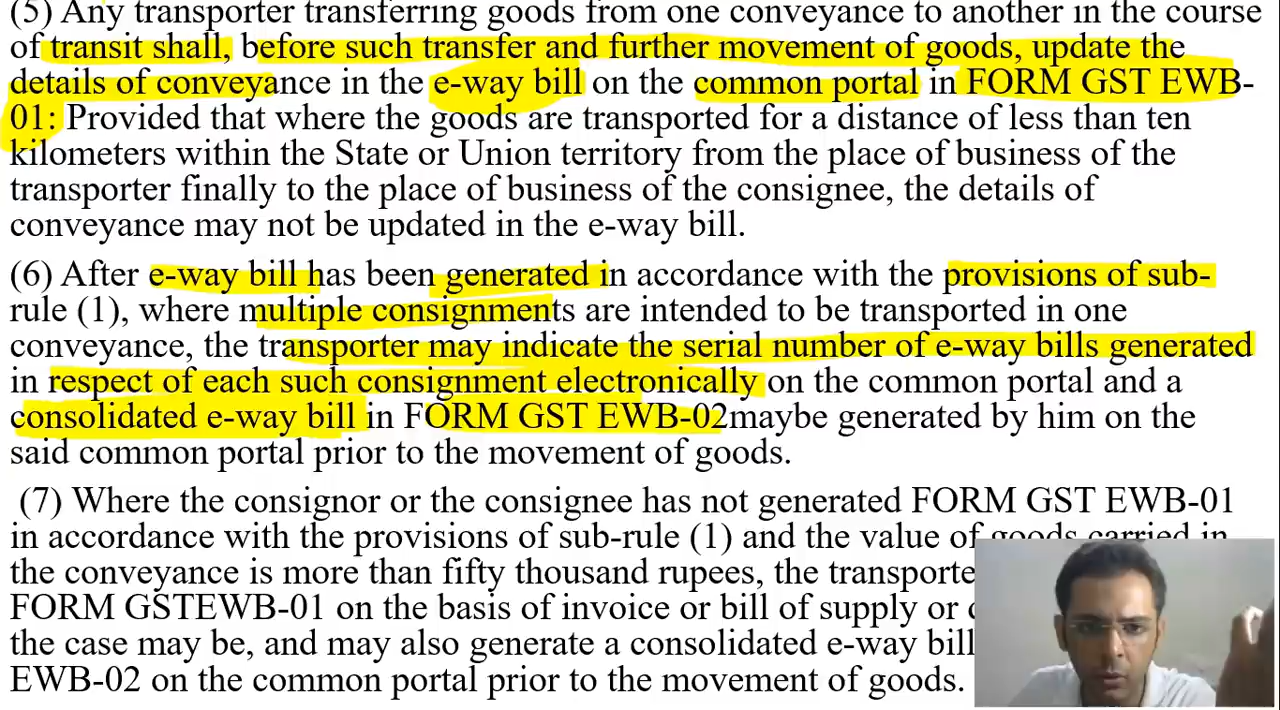 (5) Any transporter transferring goods from one conveyance to another in the course
of transit shall, before such transfer and further movement of goods, update the
details of conveyance in the e-way bill on the common portal in FORM GST EWB-
01: Provided that where the goods are transported for a distance of less than ten
kilometers within the State or Union territory from the place of business of the
transporter finally to the place of business of the consignee, the details of
conveyance may not be updated in the e-way bill.
(6) After e-way bill has been generated in accordance with the provisions of sub-
rule (1), where multiple consignments are intended to be transported in one
conveyance, the transporter may indicate the serial number of e-way bills generated
in respect of each such consignment electronically on the common portal and a
consolidated e-way bill in FORM GST EWB-02maybe generated by him on the
said common portal prior to the movement of goods.
(7) Where the consignor or the consignee has not generated FORM GST EWB-01
in accordance with the provisions of sub-rule (1) and the value of goods carried in
the conveyance is more than fifty thousand rupees, the
FORM GSTEWB-01 on the basis of invoice or bill of supply or
the case may be, and may also generate a consolidated e-way bill
EWB-02 on the common portal prior to the movement of goods.